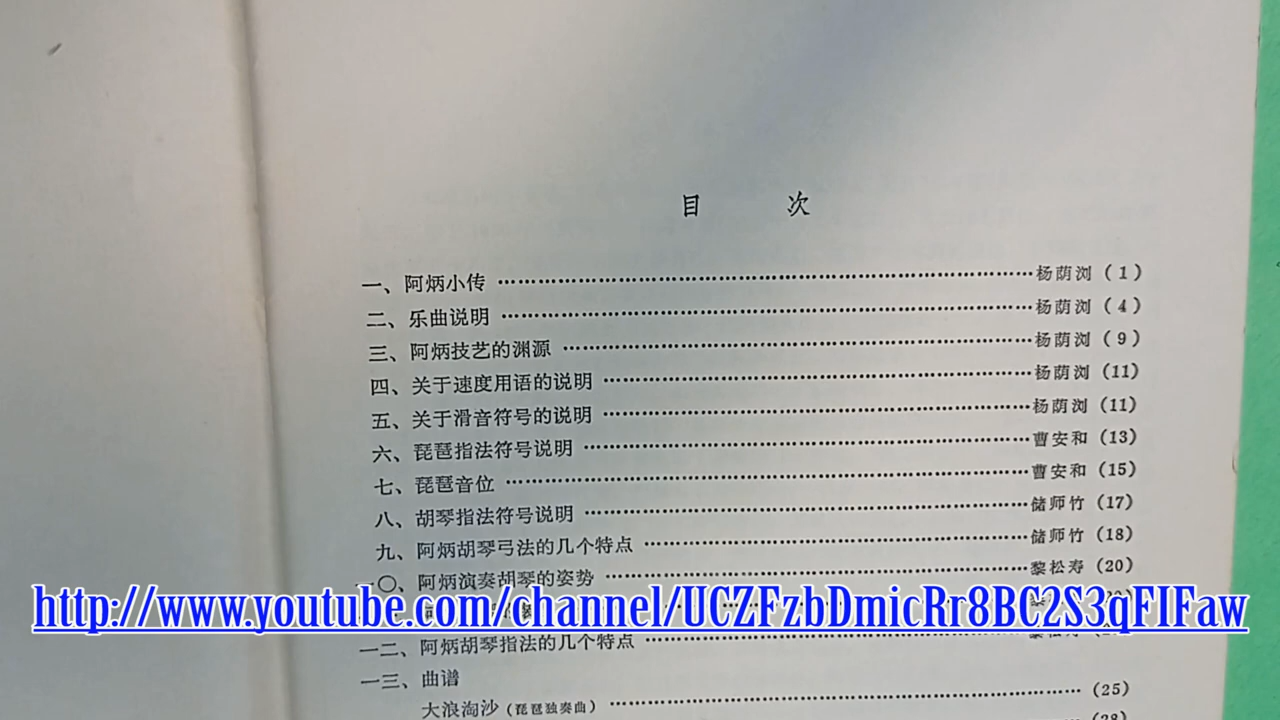 目 次
一、阿炳小传 ……………………………… 杨荫浏（1）
二、乐曲说明 ……………………………… 杨荫浏（4）
三、阿炳技艺的渊源 ……………………………… 杨荫浏（9）
四、关于速度用语的说明 ……………………………… 杨荫浏（11）
五、关于滑音符号的说明 ……………………………… 杨荫浏（11）
六、琵琶指法符号说明 ……………………………… 曹安和（13）
七、琵琶音位 ……………………………… 曹安和（15）
八、胡琴指法符号说明 ……………………………… 储师竹（17）
九、阿炳胡琴弓法的几个特点 ……………………………… 储师竹（18）
一〇、阿炳演奏胡琴的姿势 ……………………………… 黎松寿（20）
http://www.youtube.com/channel/UCZFzbDmicRr8BC2S3qFIFaw
一二、阿炳胡琴指法的几个特点 ………………………………
一三、曲谱
大浪淘沙（琵琶独奏曲） ……………………………… （25）